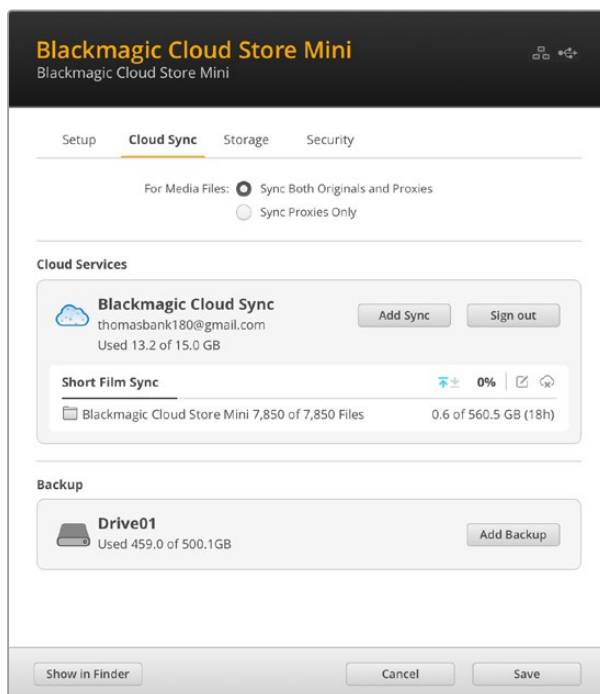 Blackmagic Cloud Store Mini
Blackmagic Cloud Store Mini
Setup Cloud Sync Storage Security
For Media Files: Sync Both Originals and Proxies
Sync Proxies Only
Cloud Services
Blackmagic Cloud Sync
thomasbank180@gmail.com
Used 13.2 of 15.0 GB
Add Sync Sign out
Short Film Sync 0%
Blackmagic Cloud Store Mini 7,850 of 7,850 Files 0.6 of 560.5 GB (18h)
Backup
Drive01
Used 459.0 of 500.1GB
Add Backup
Show in Finder Cancel Save